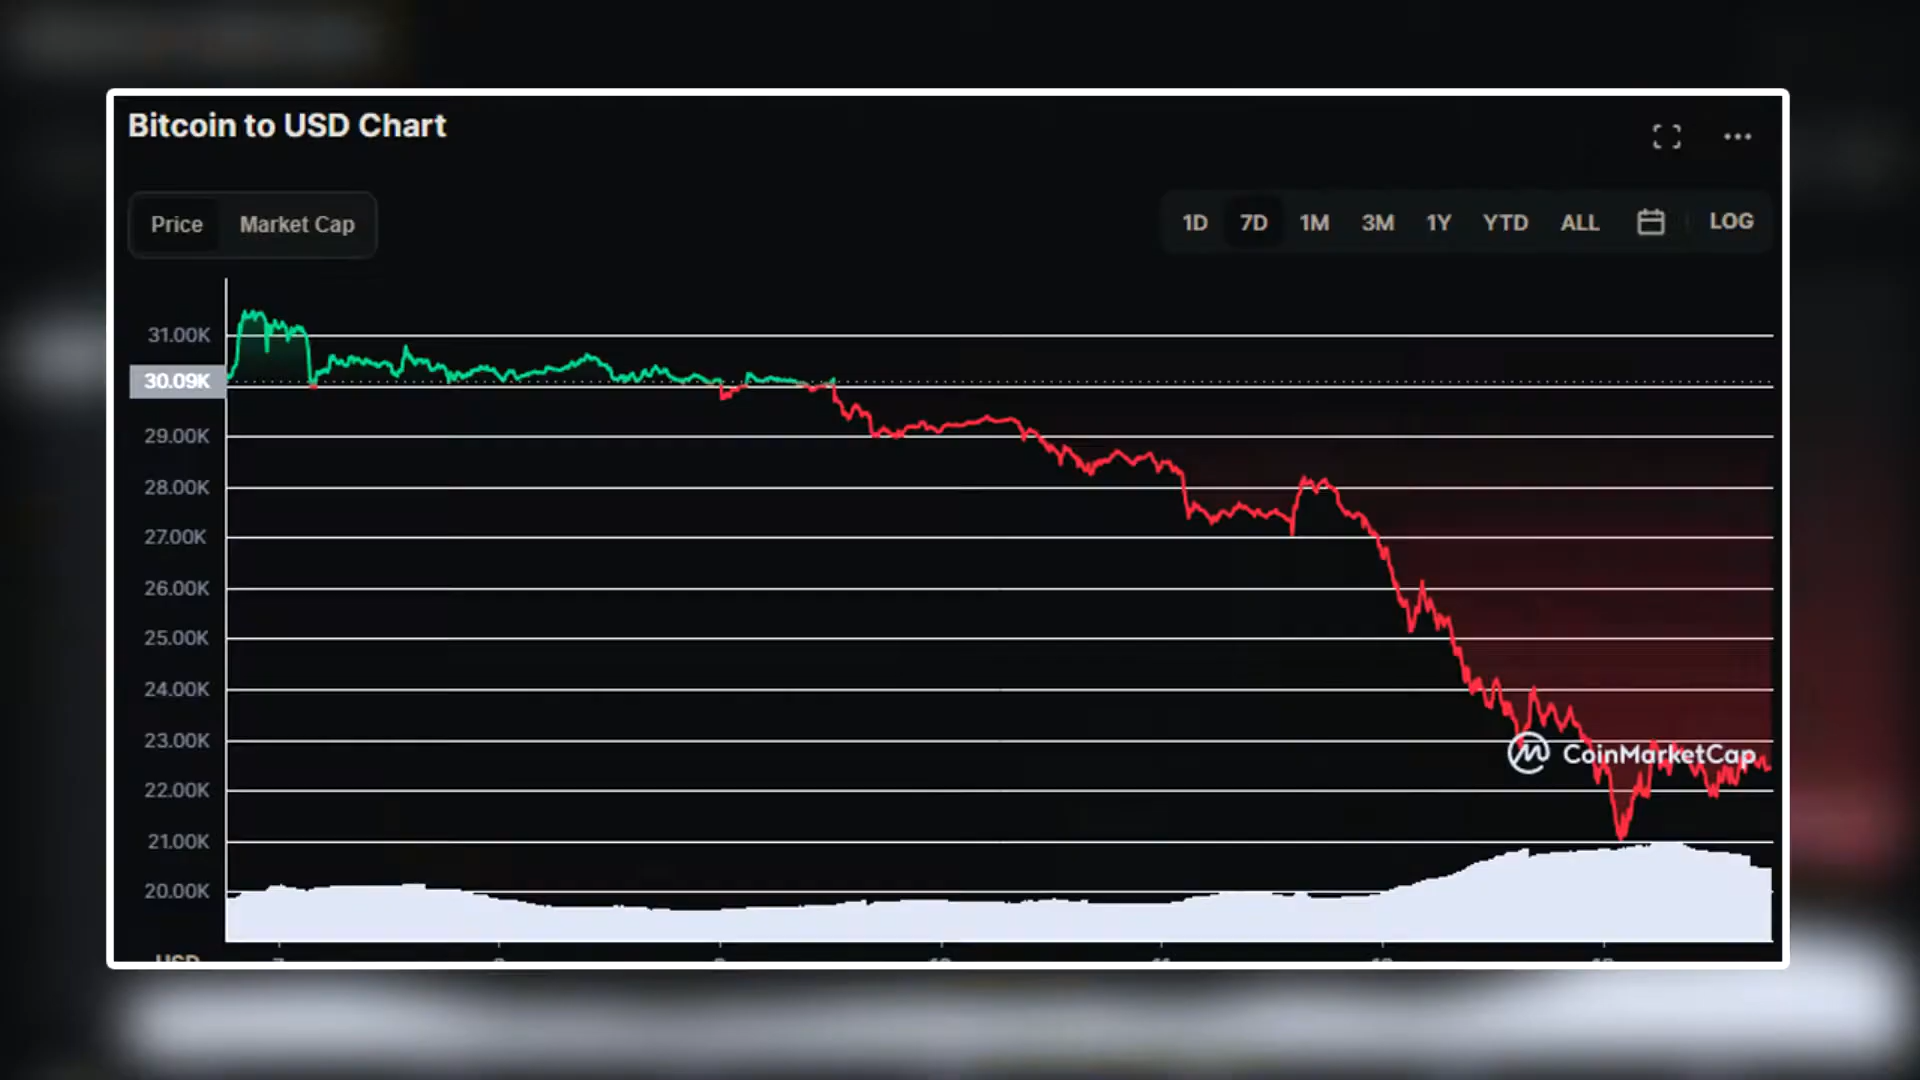 Bitcoin to USD Chart
Price Market Cap
1D 7D 1M 3M 1Y YTD ALL LOG
31.00K
30.09K
29.00K
28.00K
27.00K
26.00K
25.00K
24.00K
23.00K
CoinMarketCap
22.00K
21.00K
20.00K
USD